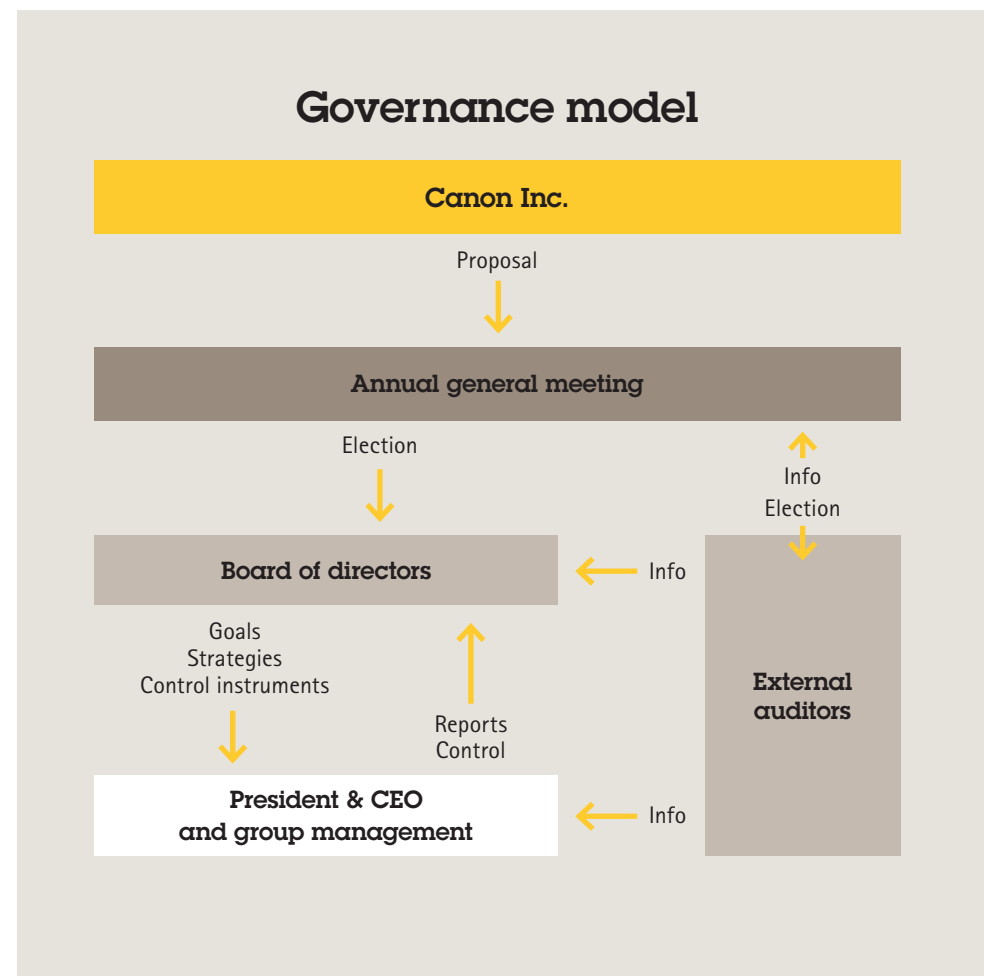 Governance model
Canon Inc.
Proposal
Annual general meeting
Election
Info
Election
Board of directors
Info
Goals
Strategies
Control instruments
Reports
Control
External
auditors
President & CEO
and group management
Info